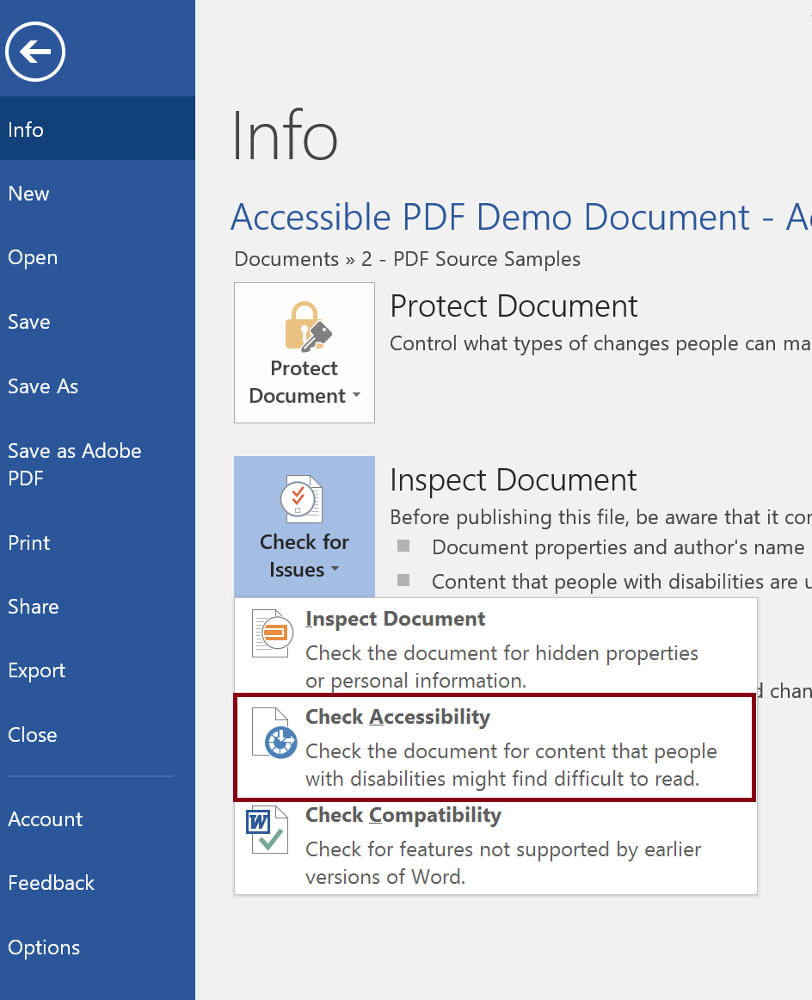 Info
New
Open
Save
Save As
Save as Adobe
PDF
Print
Share
Export
Close
Account
Feedback
Options
Info
Accessible PDF Demo Document -
Documents » 2 - PDF Source Samples
Protect
Document
Protect Document
Control what types of changes people can
Check for
Issues
Inspect Document
Before publishing this file, be aware that it
Document properties and author's name
Content that people with disabilities are
Inspect Document
Check the document for hidden properties
or personal information.
Check Accessibility
Check the document for content that people
with disabilities might find difficult to read.
Check Compatibility
Check for features not supported by earlier
versions of Word.